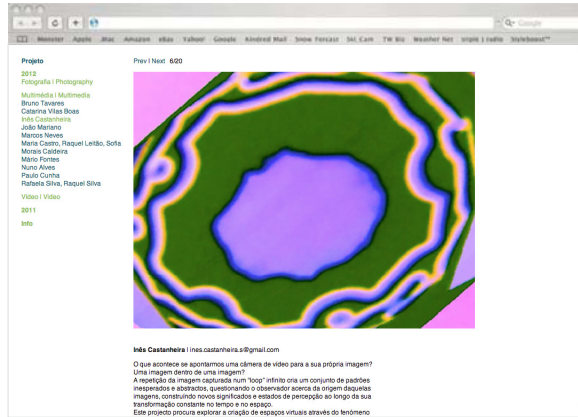 Google
Monster Apple .Mac Amazon eBay Yahoo! Google Kindred Mail Snow Forcast Ski_Cam TW Biz Weather Net
Projeto
Prev | Next 6/20
2012
Fotografia | Photography
Multimédia | Multimedia
Bruno Tavares
Catarina Vilas Boas
Inês Castanheira
João Mariano
Marcos Neves
Maria Castro, Raquel Leitão, Sofia
Morais Caldeira
Mário Fontes
Nuno Alves
Paulo Cunha
Rafaela Silva, Raquel Silva
Vídeo | Video
2011
Info
Inês Castanheira | ines.castanheira.s@gmail.com
O que acontece se apontarmos uma câmera de vídeo para a sua própria imagem?
Uma imagem dentro de uma imagem?
A repetição da imagem capturada num "loop" infinito cria um conjunto de padrões
inesperados e abstractos, questionando o observador acerca da origem daquelas
imagens, construindo novos significados e estados de percepção ao longo da sua
transformação constante no tempo e no espaço.
Este projeto procura explorar a criação de espaços virtuais através do fenómeno